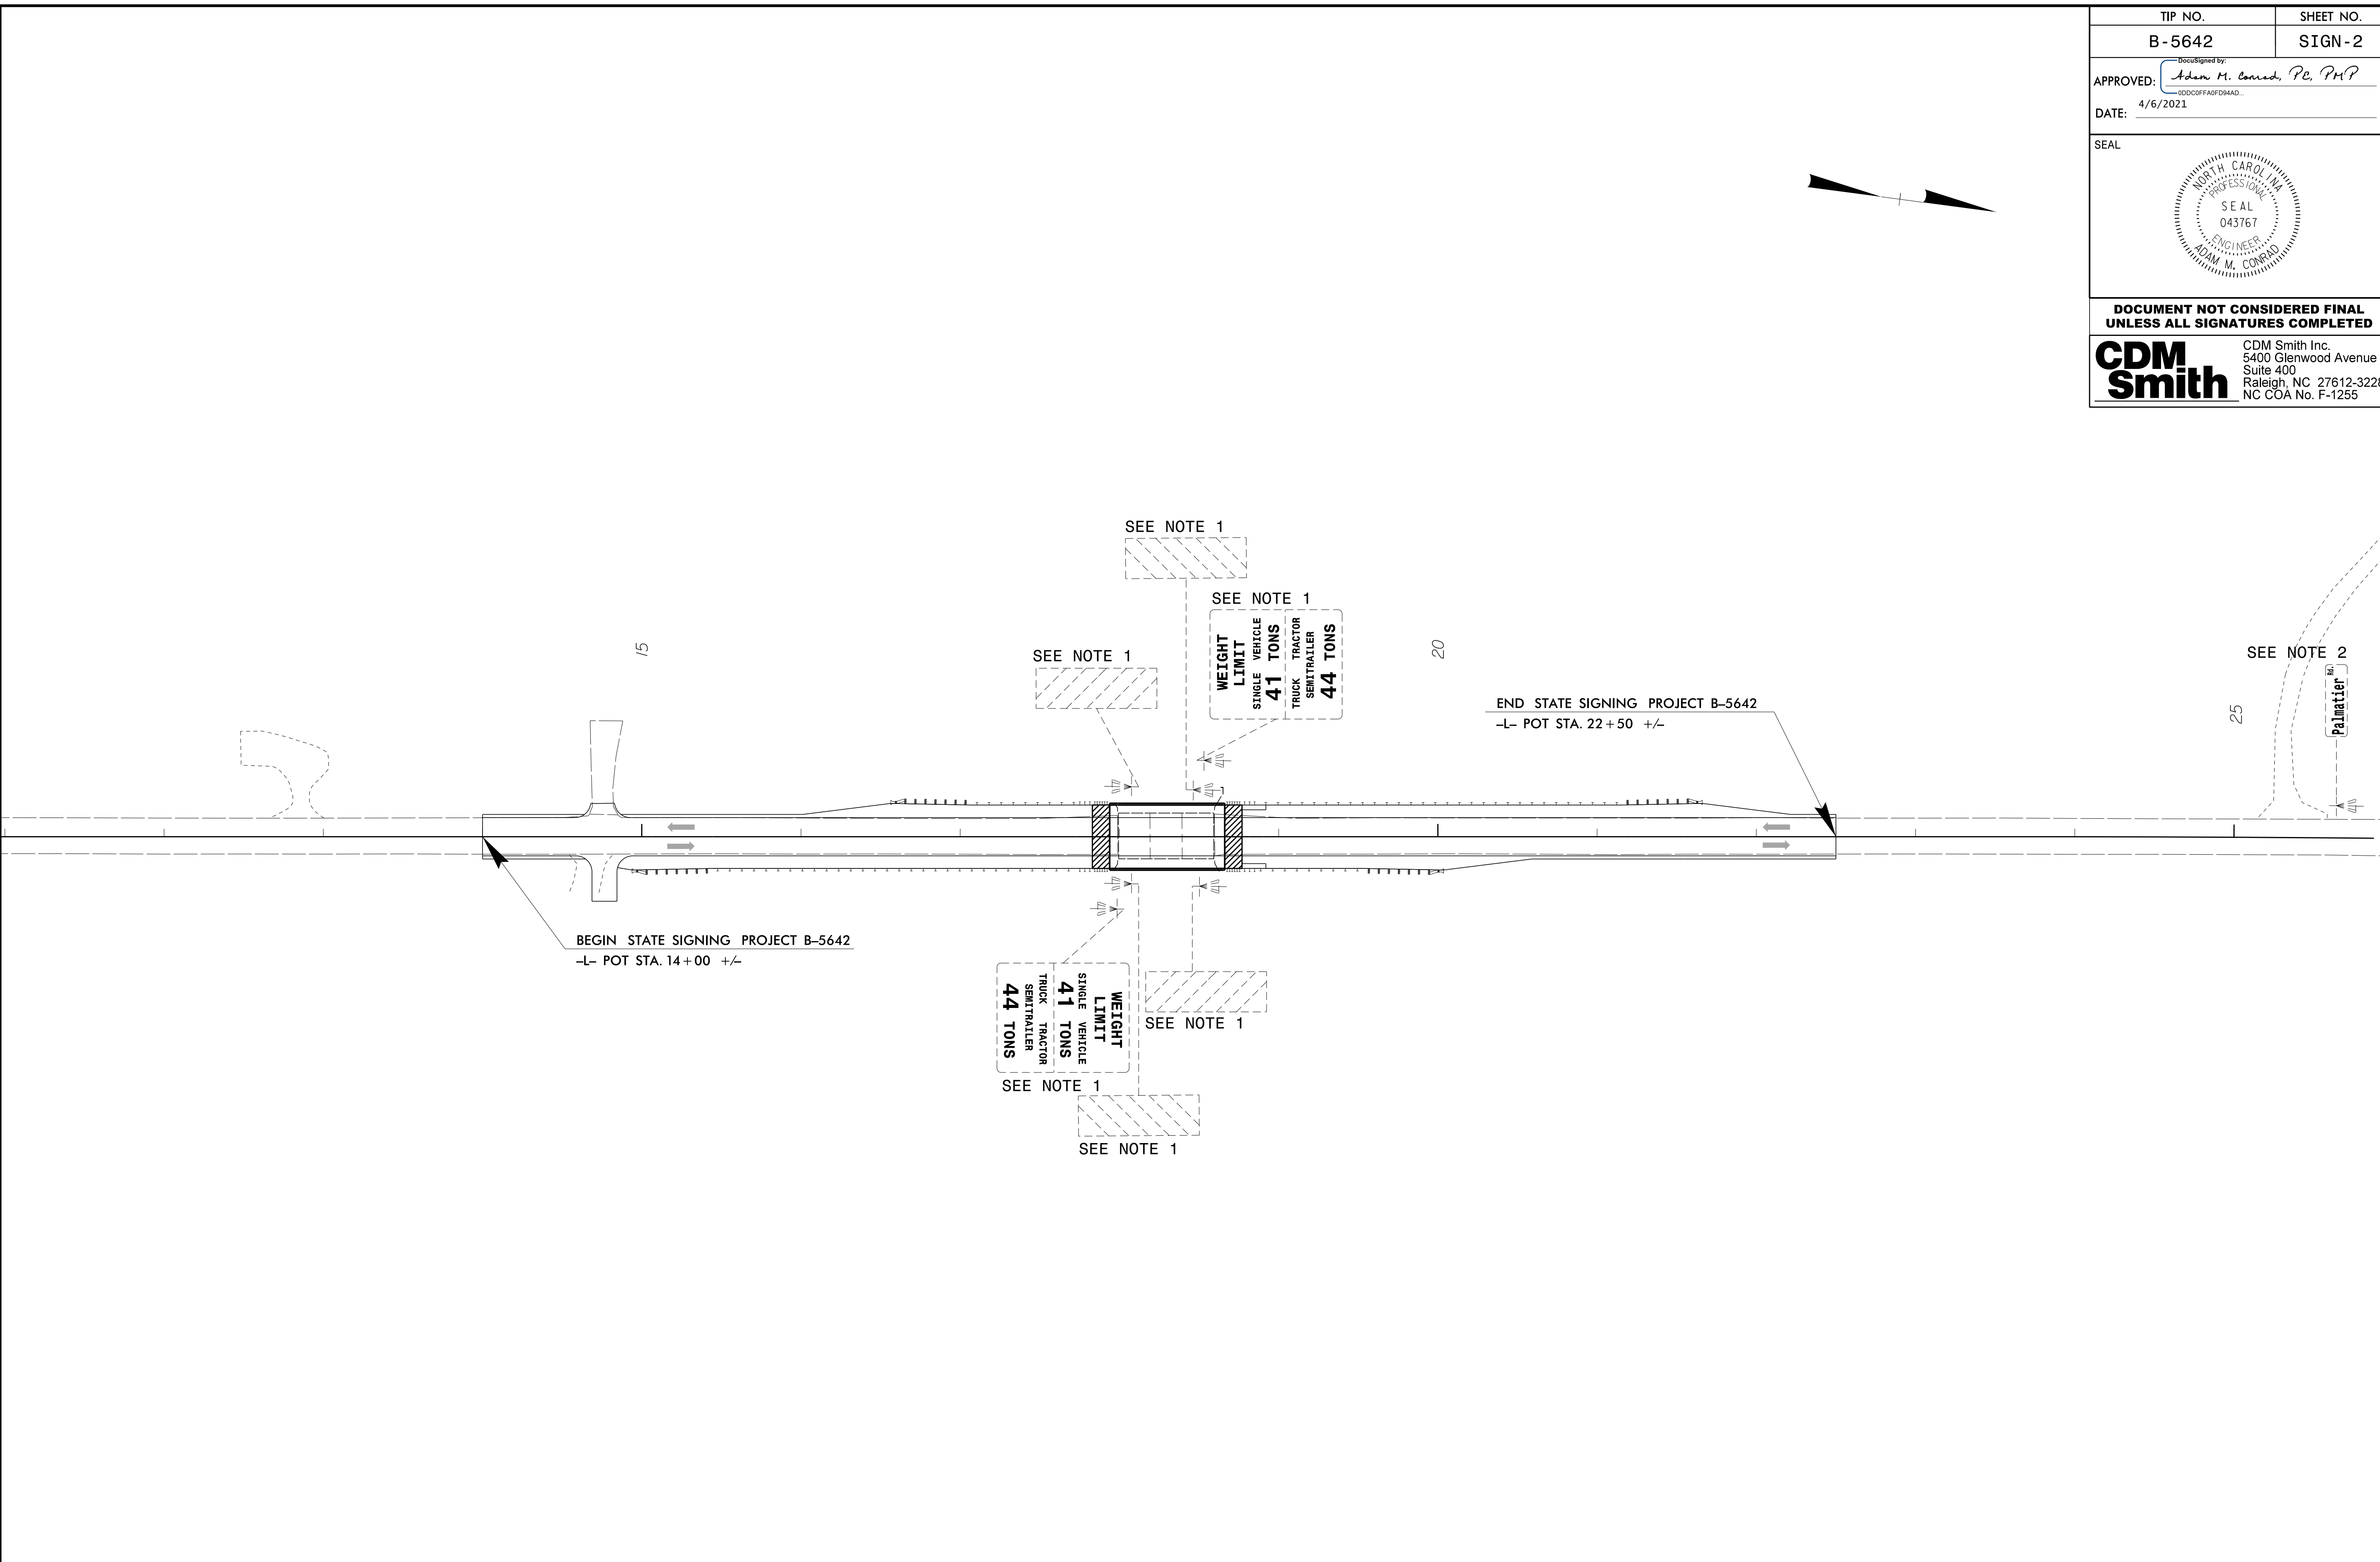 TIP NO.
SHEET NO.
B-5642
SIGN-2
DocuSigned by:
APPROVED: Adam M. Conrad, PE, PMP
0DDC0FFA0FD94AD...
DATE: 4/6/2021
SEAL
NORTH CAROLINA
PROFESSIONAL
SEAL
043767
ENGINEER
ADAM M. CONRAD
DOCUMENT NOT CONSIDERED FINAL
UNLESS ALL SIGNATURES COMPLETED
CDM
Smith
CDM Smith Inc.
5400 Glenwood Avenue
Suite 400
Raleigh, NC 27612-3228
NC COA No. F-1255
SEE NOTE 1
SEE NOTE 1
WEIGHT
LIMIT
SINGLE VEHICLE
41 TONS
TRUCK TRACTOR
SEMITRAILER
44 TONS
SEE NOTE 1
15
20
SEE NOTE 2
Palmatier Rd.
25
END STATE SIGNING PROJECT B-5642
-L- POT STA. 22+50 +/-
BEGIN STATE SIGNING PROJECT B-5642
-L- POT STA. 14+00 +/-
WEIGHT
LIMIT
SINGLE VEHICLE
41 TONS
TRUCK TRACTOR
SEMITRAILER
44 TONS
SEE NOTE 1
SEE NOTE 1
SEE NOTE 1